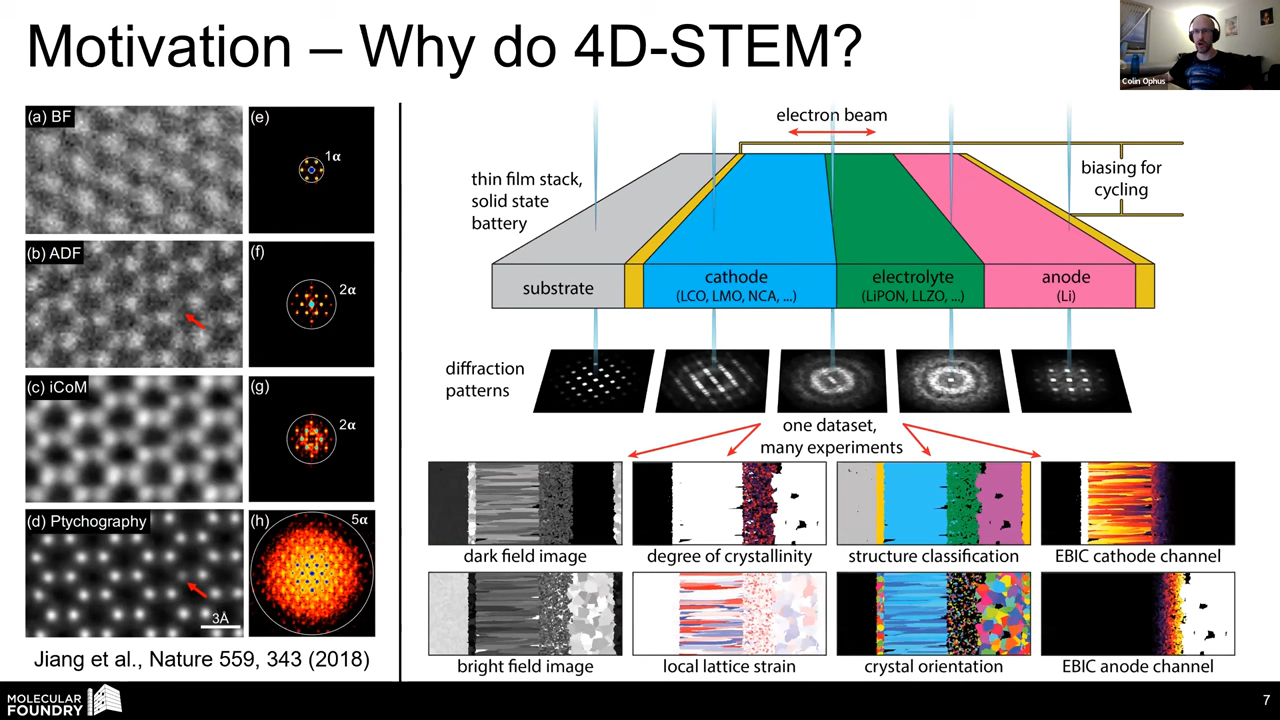 Motivation – Why do 4D-STEM?
Colin Ophus
(a) BF
(e)
1α
(b) ADF
(f)
2α
(c) iCoM
(g)
2α
(d) Ptychography
(h)
5α
3Å
Jiang et al., Nature 559, 343 (2018)
electron beam
thin film stack,
solid state
battery
biasing for
cycling
substrate
cathode
(LCO, LMO, NCA, ...)
electrolyte
(LiPON, LLZO, ...)
anode
(Li)
diffraction
patterns
one dataset,
many experiments
dark field image
degree of crystallinity
structure classification
EBIC cathode channel
bright field image
local lattice strain
crystal orientation
EBIC anode channel
MOLECULAR
FOUNDRY
7